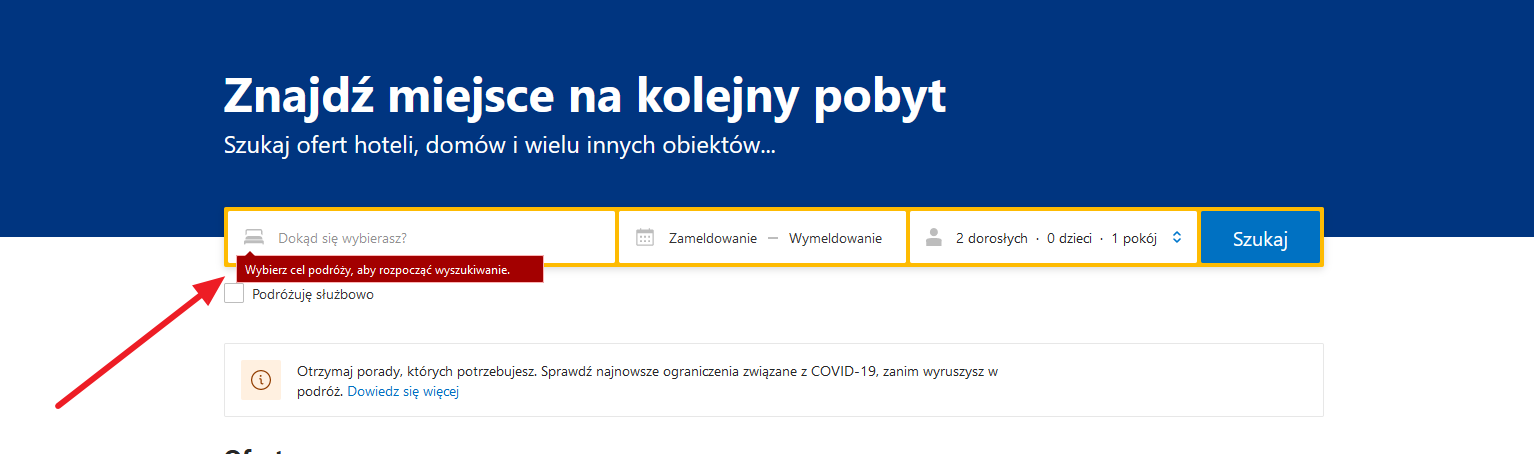 Znajdź miejsce na kolejny pobyt
Szukaj ofert hoteli, domów i wielu innych obiektów...
Dokąd się wybierasz?
Zameldowanie — Wymeldowanie
2 dorosłych · 0 dzieci · 1 pokój
Szukaj
Wybierz cel podróży, aby rozpocząć wyszukiwanie.
Podróżuję służbowo
Otrzymaj porady, których potrzebujesz. Sprawdź najnowsze ograniczenia związane z COVID-19, zanim wyruszysz w
podróż. Dowiedz się więcej